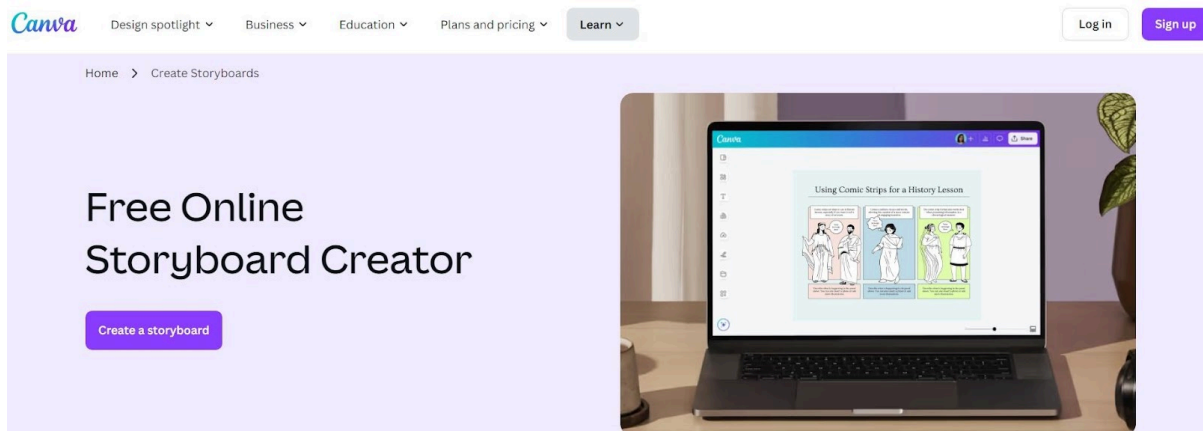 Canva
Design spotlight
Business
Education
Plans and pricing
Learn
Log in
Sign up
Home
Create Storyboards
Free Online
Storyboard Creator
Create a storyboard
Canva
Share
Using Comic Strips for a History Lesson